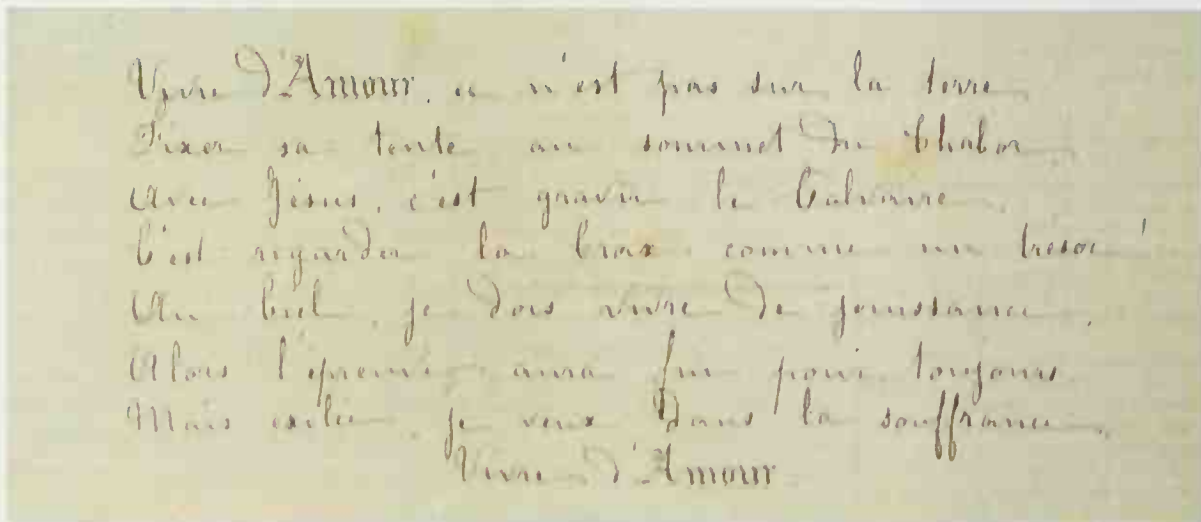 Vivre d'Amour, ce n'est pas sur la terre
Fixer sa tente au sommet du Thabor
Avec Jésus, c'est gravir le Calvaire,
C'est regarder la Croix comme un trésor!
Au Ciel, je dois vivre de jouissance,
Alors l'épreuve aura fui pour toujours
Mais exilée, je veux dans la souffrance,
Vivre d'Amour